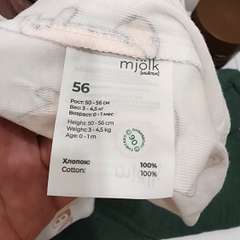 mjölk
56
Рост: 50 - 56 см
Вес: 3 - 4,5 кг
Возраст: 0 - 1 мес
Height: 50 - 56 cm
Weight: 3 - 4,5 kg
Age: 0 - 1 m
Хлопок: 100%
Cotton: 100%